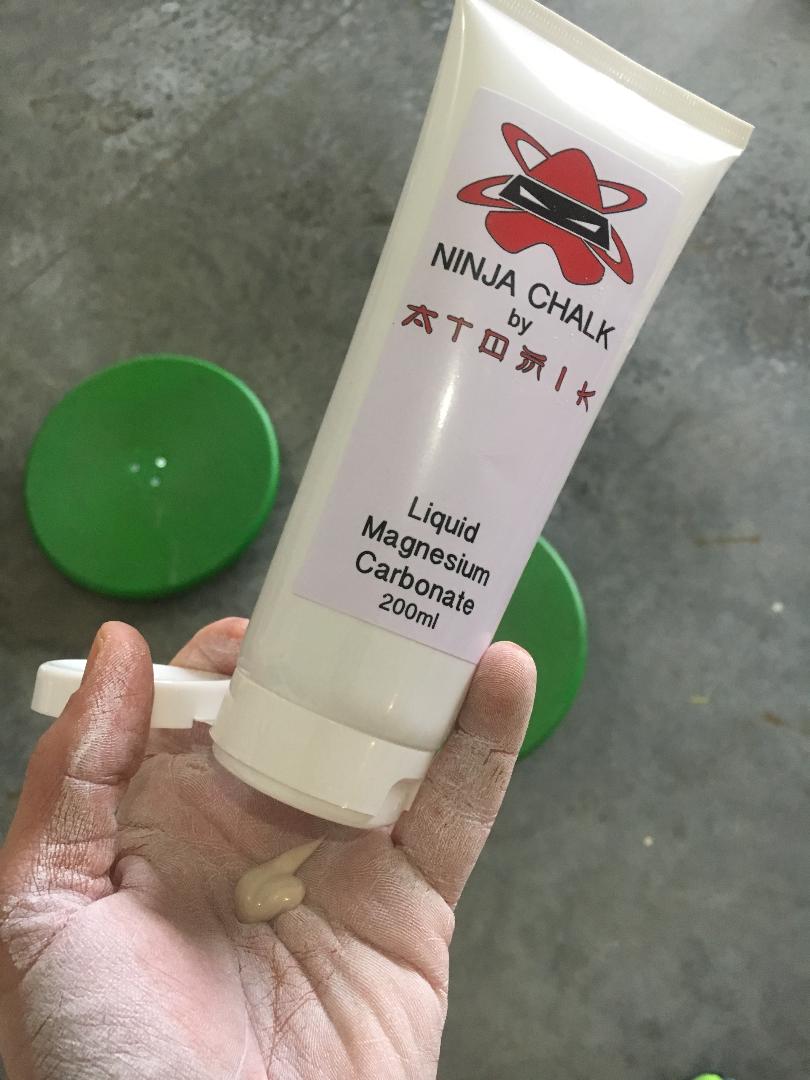 NINJA CHALK
by
ATOMIK
Liquid
Magnesium
Carbonate
200ml